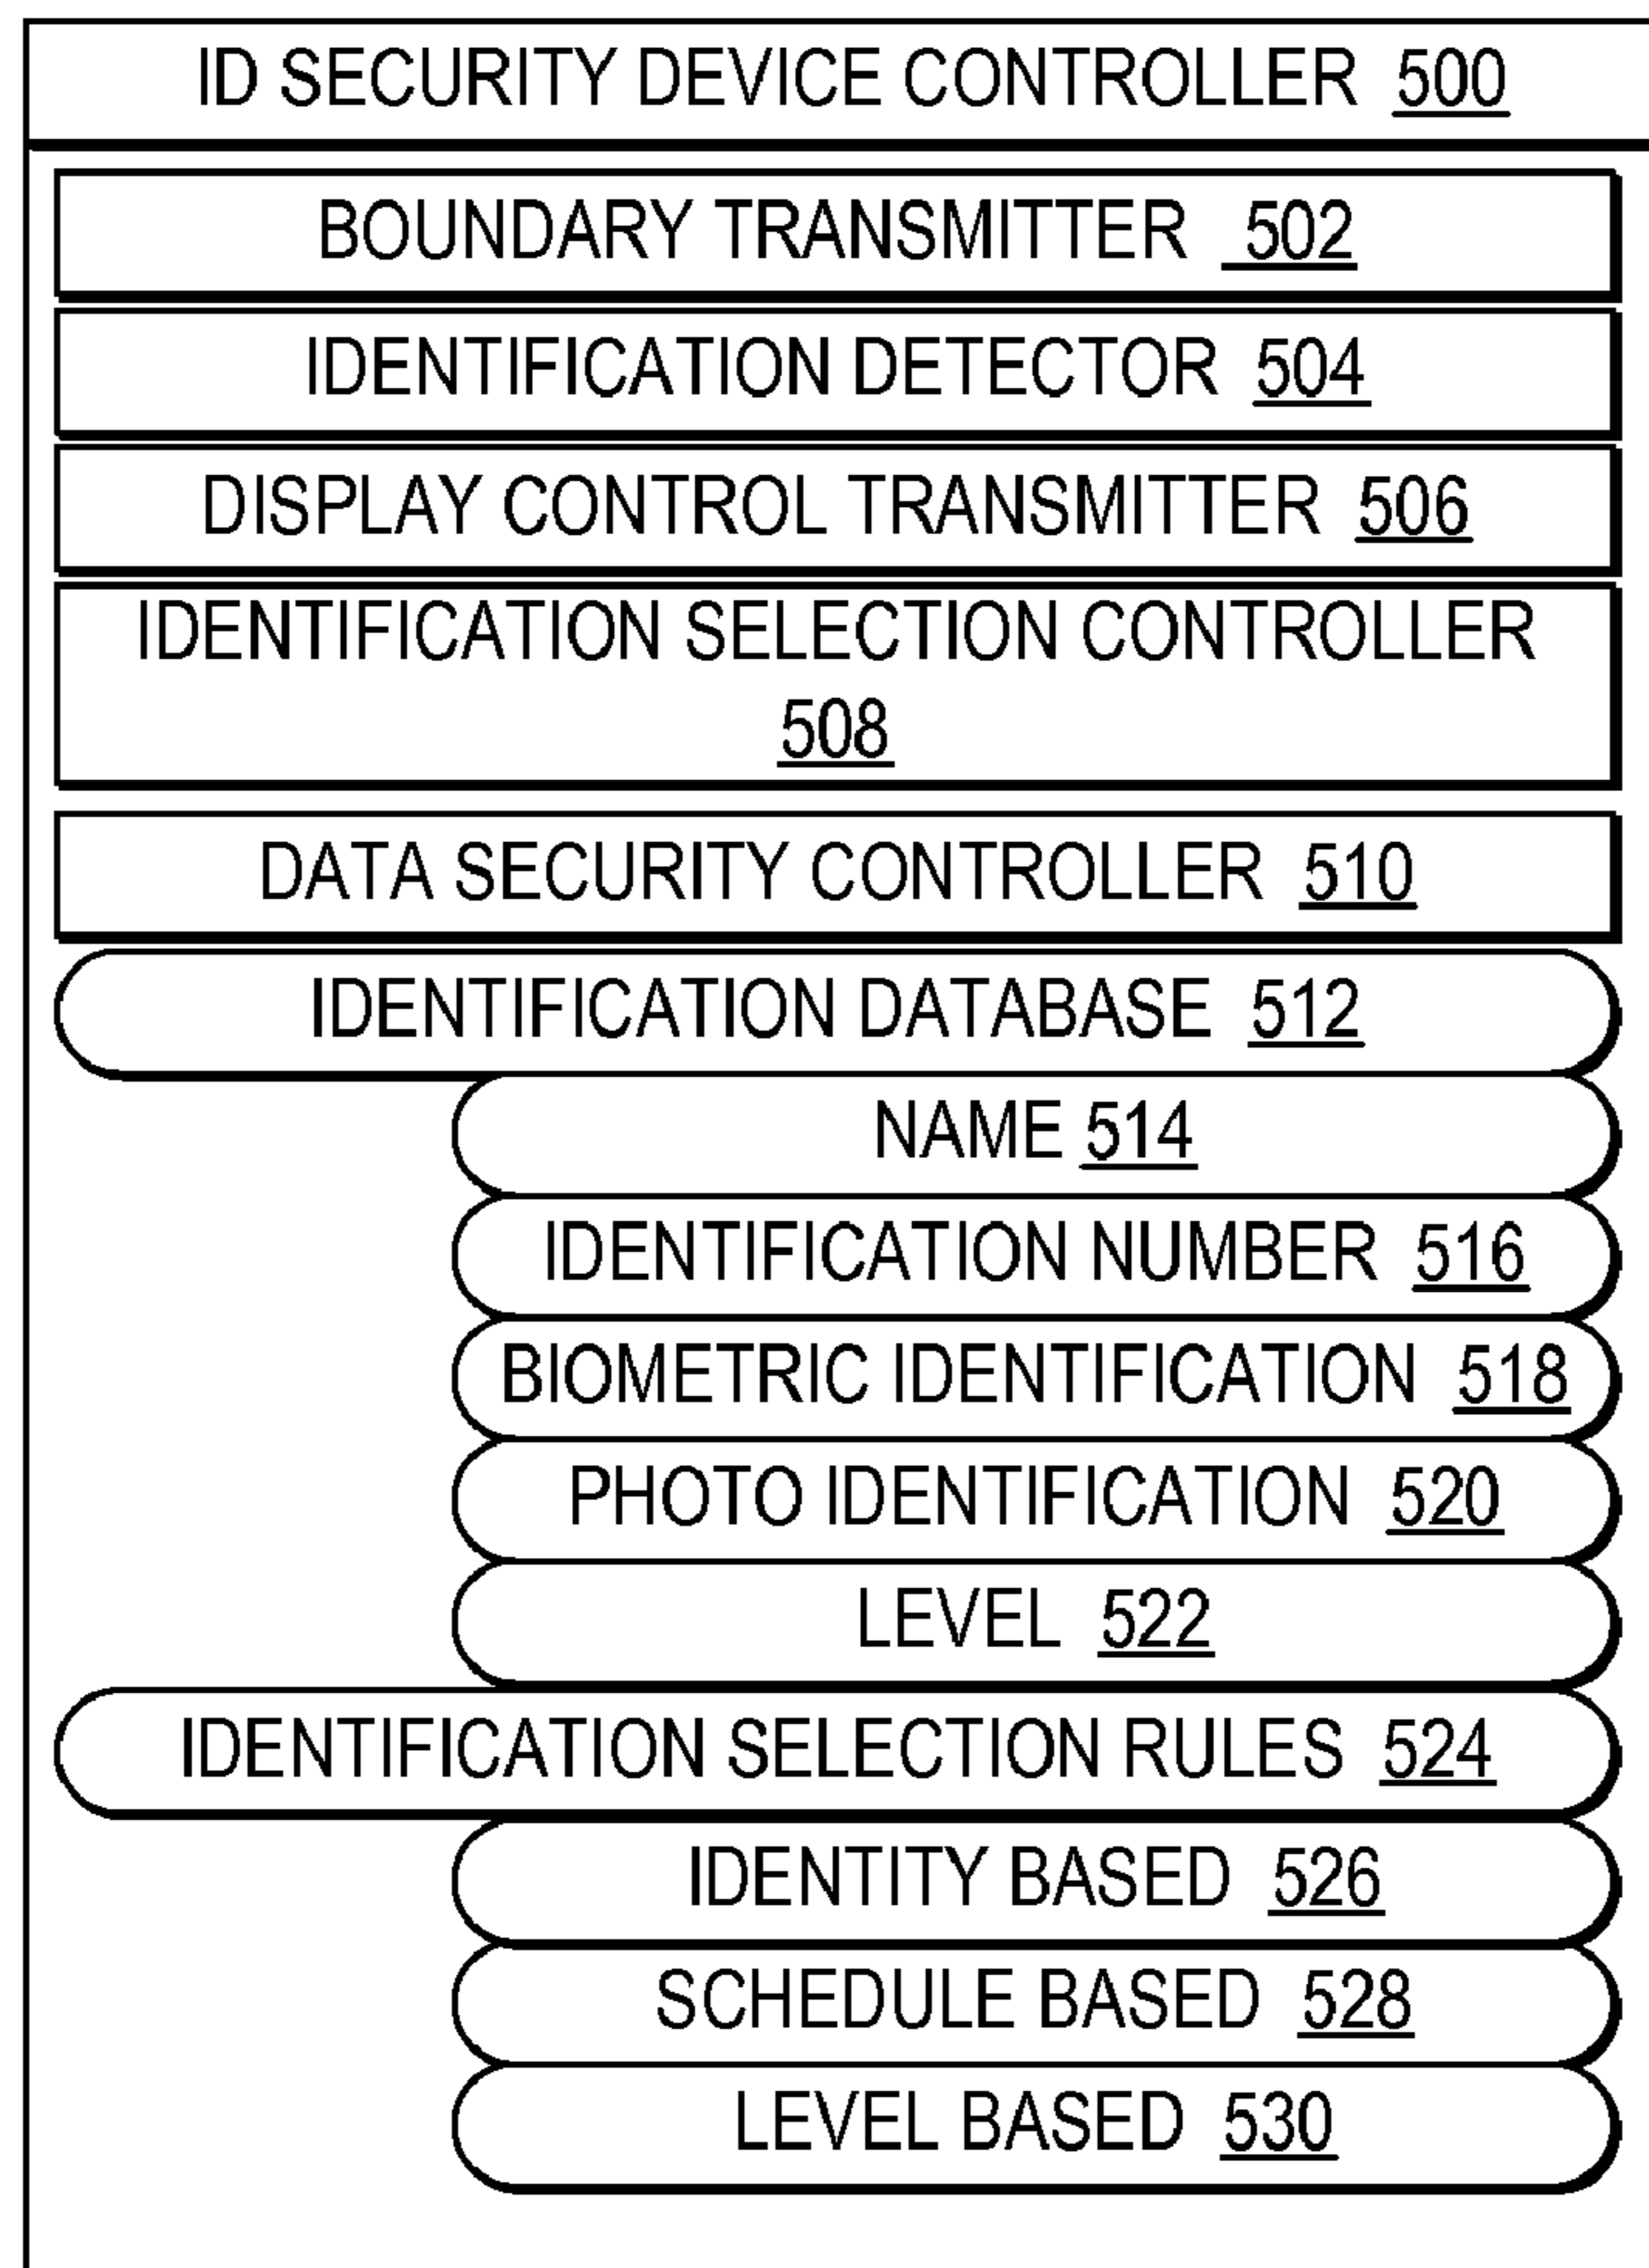 ID SECURITY DEVICE CONTROLLER 500
BOUNDARY TRANSMITTER 502
IDENTIFICATION DETECTOR 504
DISPLAY CONTROL TRANSMITTER 506
IDENTIFICATION SELECTION CONTROLLER
508
DATA SECURITY CONTROLLER 510
IDENTIFICATION DATABASE 512
NAME 514
IDENTIFICATION NUMBER 516
BIOMETRIC IDENTIFICATION 518
PHOTO IDENTIFICATION 520
LEVEL 522
IDENTIFICATION SELECTION RULES 524
IDENTITY BASED 526
SCHEDULE BASED 528
LEVEL BASED 530